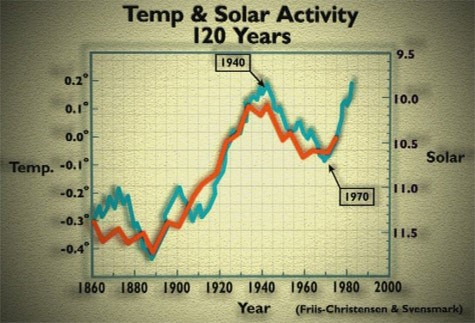 Temp & Solar Activity
120 Years
1940
9.5
0.2°
0.1°
10.0
0.0°
10.5
Temp.
-0.1°
Solar
-0.2°
11.0
1970
-0.3°
-0.4°
11.5
1860 1880 1900 1920 1940 1960 1980 2000
Year (Friis-Christensen & Svensmark)